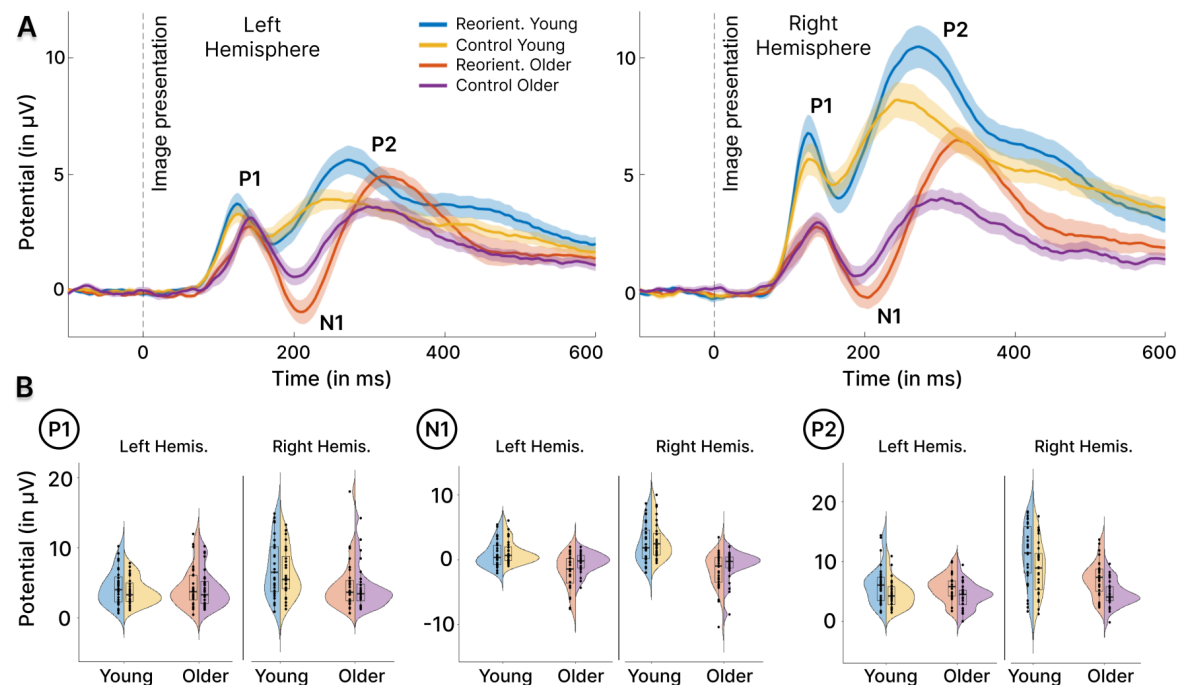 A
Left
Hemisphere
Reorient. Young
Control Young
Reorient. Older
Control Older
Image presentation
P1
P2
N1
10
5
0
Potential (in µV)
0
200
400
600
Time (in ms)
Right
Hemisphere
Image presentation
P1
P2
N1
10
5
0
0
200
400
600
Time (in ms)
B
P1
Left Hemis.
Right Hemis.
20
10
0
Potential (in µV)
Young
Older
Young
Older
N1
Left Hemis.
Right Hemis.
10
0
-10
Young
Older
Young
Older
P2
Left Hemis.
Right Hemis.
20
10
0
Young
Older
Young
Older